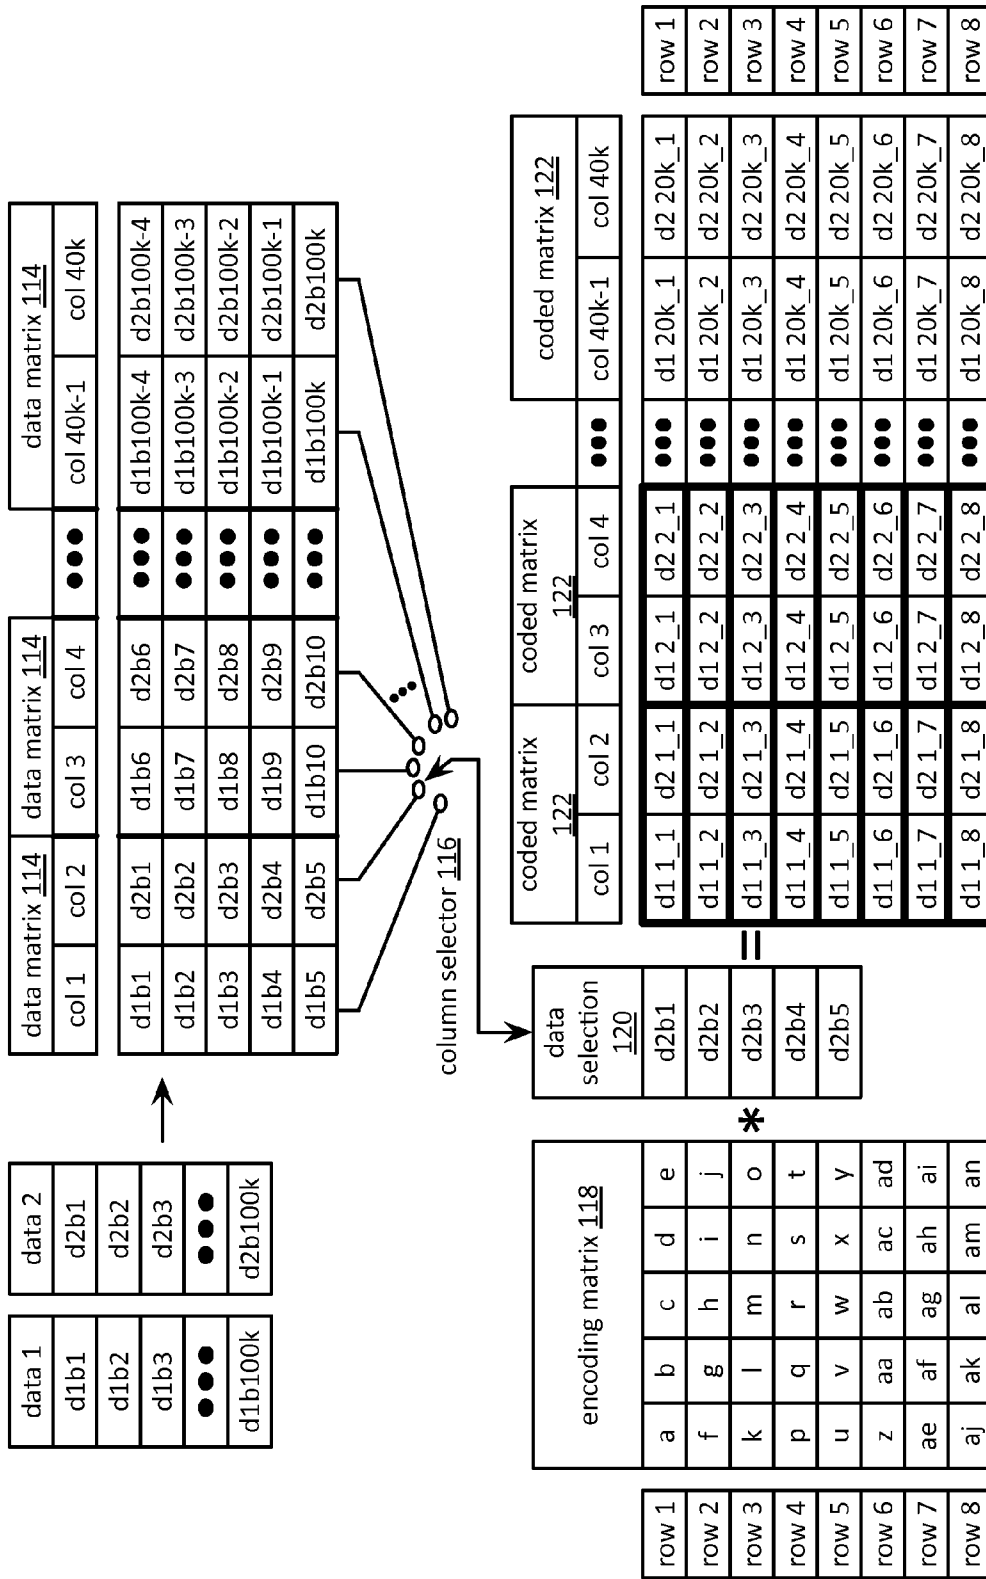 data 1
d1b1
d1b2
d1b3
●●●
d1b100k
data 2
d2b1
d2b2
d2b3
●●●
d2b100k
data matrix 114 data matrix 114 data matrix 114
col 1 col 2 col 3 col 4 ●●● col 40k-1 col 40k
d1b1 d2b1 d1b6 d2b6 ●●● d1b100k-4 d2b100k-4
d1b2 d2b2 d1b7 d2b7 ●●● d1b100k-3 d2b100k-3
d1b3 d2b3 d1b8 d2b8 ●●● d1b100k-2 d2b100k-2
d1b4 d2b4 d1b9 d2b9 ●●● d1b100k-1 d2b100k-1
d1b5 d2b5 d1b10 d2b10 ●●● d1b100k d2b100k
●●●
column selector 116
encoding matrix 118
row 1 a b c d e
row 2 f g h i j
row 3 k l m n o
row 4 p q r s t
row 5 u v w x y
row 6 z aa ab ac ad
row 7 ae af ag ah ai
row 8 aj ak al am an
*
data
selection
120
d2b1
d2b2
d2b3
d2b4
d2b5
=
coded matrix
122
coded matrix
122
coded matrix 122
col 1 col 2 col 3 col 4 ●●● col 40k-1 col 40k
d1 1_1 d2 1_1 d1 2_1 d2 2_1 ●●● d1 20k_1 d2 20k_1 row 1
d1 1_2 d2 1_2 d1 2_2 d2 2_2 ●●● d1 20k_2 d2 20k_2 row 2
d1 1_3 d2 1_3 d1 2_3 d2 2_3 ●●● d1 20k_3 d2 20k_3 row 3
d1 1_4 d2 1_4 d1 2_4 d2 2_4 ●●● d1 20k_4 d2 20k_4 row 4
d1 1_5 d2 1_5 d1 2_5 d2 2_5 ●●● d1 20k_5 d2 20k_5 row 5
d1 1_6 d2 1_6 d1 2_6 d2 2_6 ●●● d1 20k_6 d2 20k_6 row 6
d1 1_7 d2 1_7 d1 2_7 d2 2_7 ●●● d1 20k_7 d2 20k_7 row 7
d1 1_8 d2 1_8 d1 2_8 d2 2_8 ●●● d1 20k_8 d2 20k_8 row 8